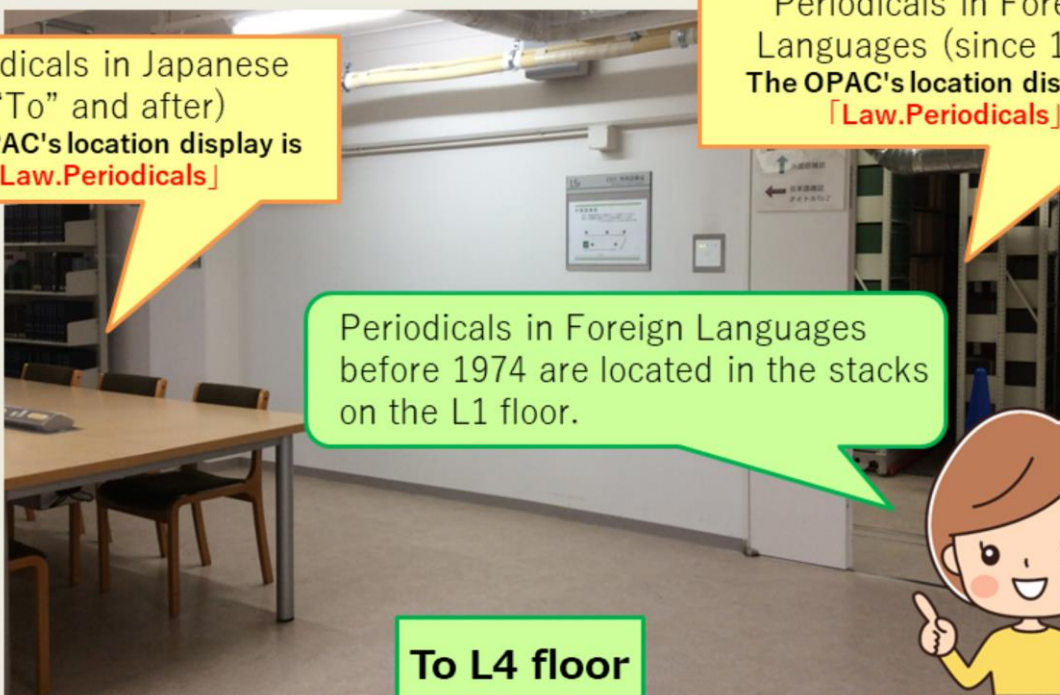 dicals in Japanese
"To" and after)
PAC's location display is
Law.Periodicals」
Periodicals in Fore
Languages (since 1
The OPAC's location dis
「Law.Periodicals」
Periodicals in Foreign Languages
before 1974 are located in the stacks
on the L1 floor.
To L4 floor